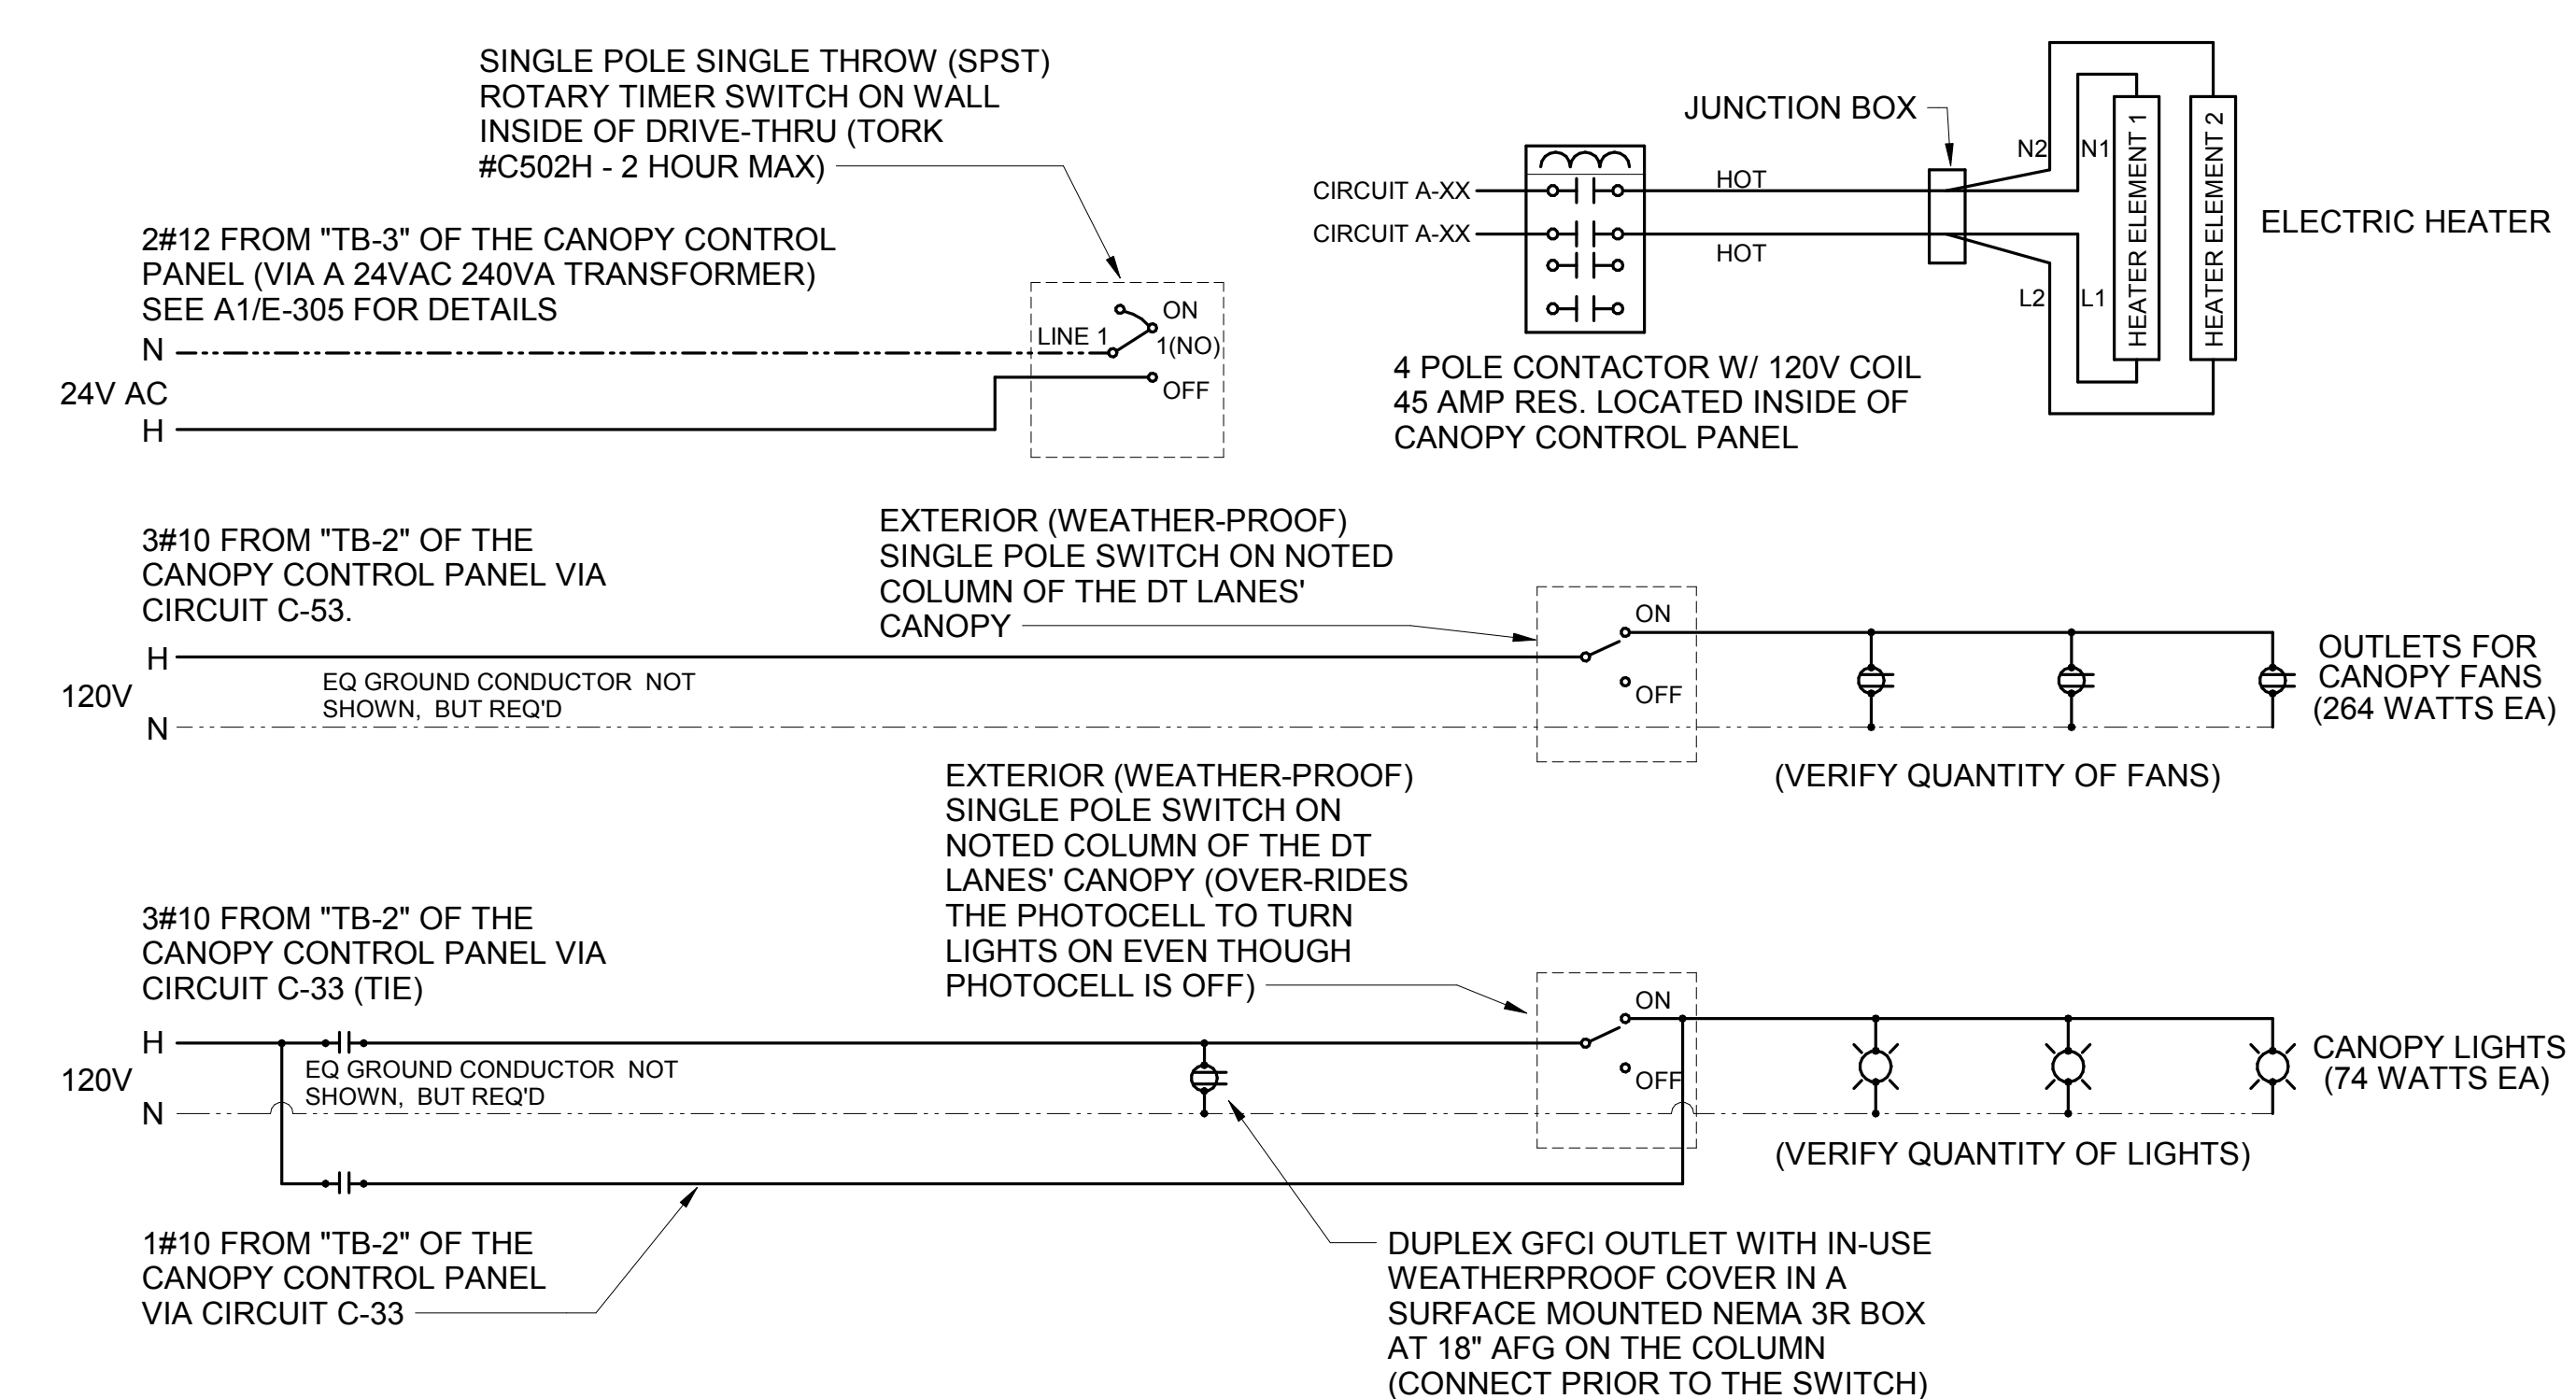 SINGLE POLE SINGLE THROW (SPST)
ROTARY TIMER SWITCH ON WALL
INSIDE OF DRIVE-THRU (TORK
#C502H - 2 HOUR MAX)
2#12 FROM "TB-3" OF THE CANOPY CONTROL
PANEL (VIA A 24VAC 240VA TRANSFORMER)
SEE A1/E-305 FOR DETAILS
N
24V AC
H
LINE 1
ON
1(NO)
OFF
JUNCTION BOX
CIRCUIT A-XX
CIRCUIT A-XX
HOT
HOT
N2
N1
L2
L1
HEATER ELEMENT 1
HEATER ELEMENT 2
ELECTRIC HEATER
4 POLE CONTACTOR W/ 120V COIL
45 AMP RES. LOCATED INSIDE OF
CANOPY CONTROL PANEL
3#10 FROM "TB-2" OF THE
CANOPY CONTROL PANEL VIA
CIRCUIT C-53.
EXTERIOR (WEATHER-PROOF)
SINGLE POLE SWITCH ON NOTED
COLUMN OF THE DT LANES'
CANOPY
H
120V
N
EQ GROUND CONDUCTOR NOT
SHOWN, BUT REQ'D
ON
OFF
OUTLETS FOR
CANOPY FANS
(264 WATTS EA)
(VERIFY QUANTITY OF FANS)
EXTERIOR (WEATHER-PROOF)
SINGLE POLE SWITCH ON
NOTED COLUMN OF THE DT
LANES' CANOPY (OVER-RIDES
THE PHOTOCELL TO TURN
LIGHTS ON EVEN THOUGH
PHOTOCELL IS OFF)
3#10 FROM "TB-2" OF THE
CANOPY CONTROL PANEL VIA
CIRCUIT C-33 (TIE)
H
120V
N
EQ GROUND CONDUCTOR NOT
SHOWN, BUT REQ'D
ON
OFF
CANOPY LIGHTS
(74 WATTS EA)
(VERIFY QUANTITY OF LIGHTS)
1#10 FROM "TB-2" OF THE
CANOPY CONTROL PANEL
VIA CIRCUIT C-33
DUPLEX GFCI OUTLET WITH IN-USE
WEATHERPROOF COVER IN A
SURFACE MOUNTED NEMA 3R BOX
AT 18" AFG ON THE COLUMN
(CONNECT PRIOR TO THE SWITCH)